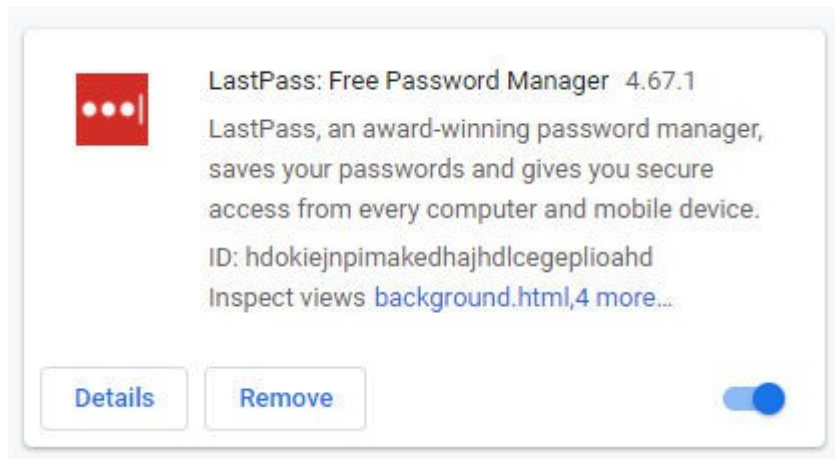 LastPass: Free Password Manager 4.67.1
LastPass, an award-winning password manager,
saves your passwords and gives you secure
access from every computer and mobile device.
ID: hdokiejnpimakedhajhdlcegeplioahd
Inspect views background.html,4 more...
Details Remove